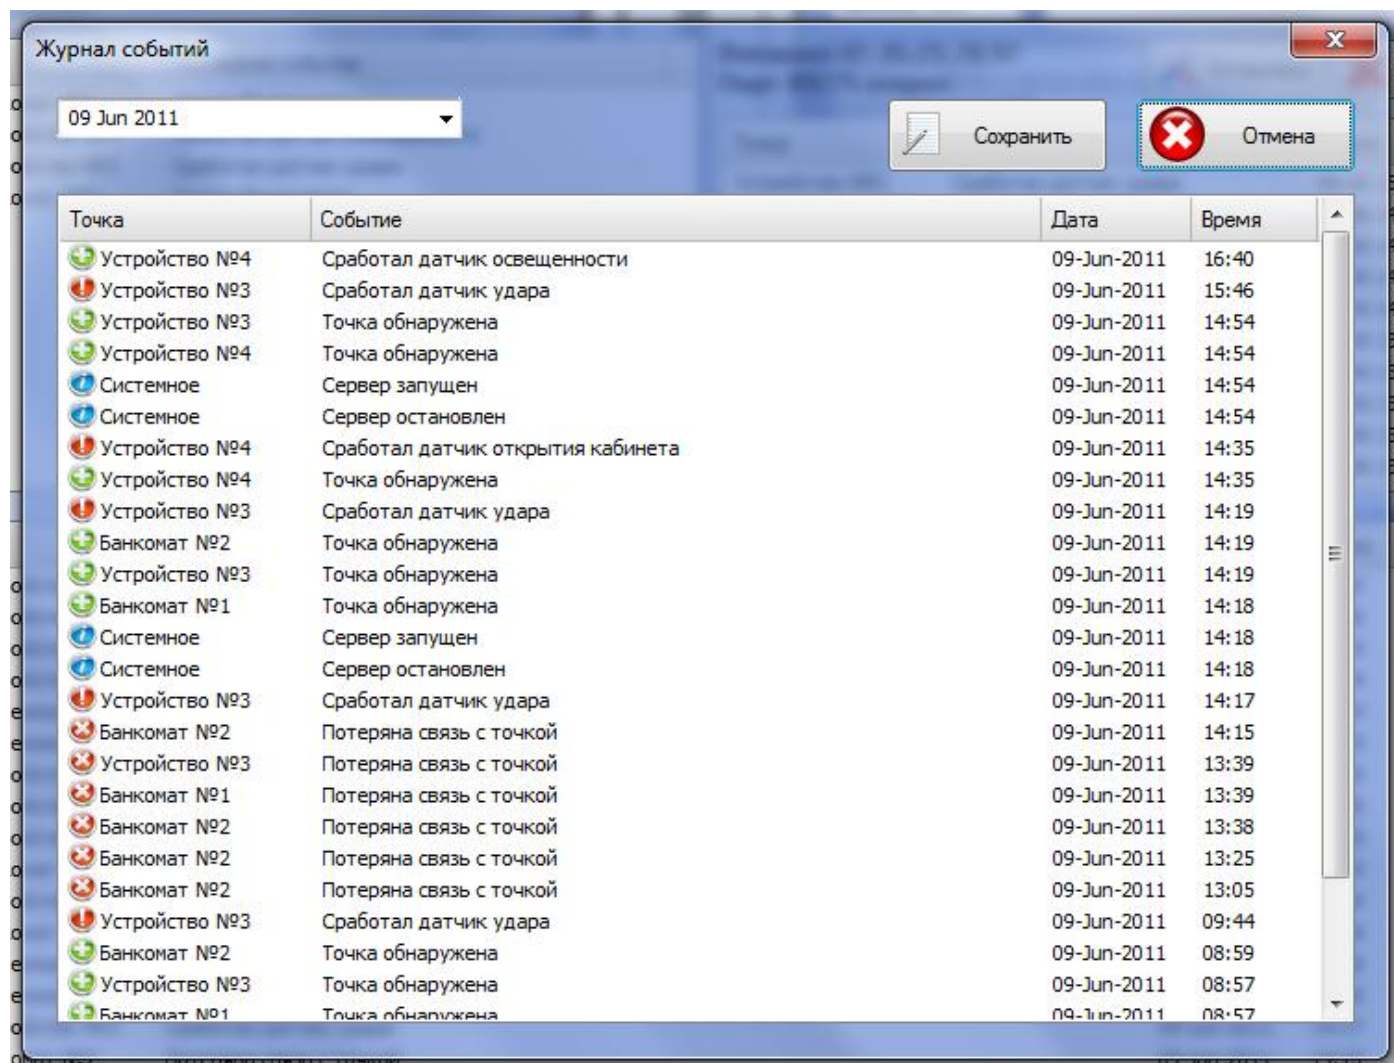 Журнал событий
09 Jun 2011
Сохранить
Отмена
Точка Событие Дата Время
Устройство №4 Сработал датчик освещенности 09-Jun-2011 16:40
Устройство №3 Сработал датчик удара 09-Jun-2011 15:46
Устройство №3 Точка обнаружена 09-Jun-2011 14:54
Устройство №4 Точка обнаружена 09-Jun-2011 14:54
Системное Сервер запущен 09-Jun-2011 14:54
Системное Сервер остановлен 09-Jun-2011 14:54
Устройство №4 Сработал датчик открытия кабинета 09-Jun-2011 14:35
Устройство №4 Точка обнаружена 09-Jun-2011 14:35
Устройство №3 Сработал датчик удара 09-Jun-2011 14:19
Банкомат №2 Точка обнаружена 09-Jun-2011 14:19
Устройство №3 Точка обнаружена 09-Jun-2011 14:19
Банкомат №1 Точка обнаружена 09-Jun-2011 14:18
Системное Сервер запущен 09-Jun-2011 14:18
Системное Сервер остановлен 09-Jun-2011 14:18
Устройство №3 Сработал датчик удара 09-Jun-2011 14:17
Банкомат №2 Потеряна связь с точкой 09-Jun-2011 14:15
Устройство №3 Потеряна связь с точкой 09-Jun-2011 13:39
Банкомат №1 Потеряна связь с точкой 09-Jun-2011 13:39
Банкомат №2 Потеряна связь с точкой 09-Jun-2011 13:38
Банкомат №2 Потеряна связь с точкой 09-Jun-2011 13:25
Банкомат №2 Потеряна связь с точкой 09-Jun-2011 13:05
Устройство №3 Сработал датчик удара 09-Jun-2011 09:44
Банкомат №2 Точка обнаружена 09-Jun-2011 08:59
Устройство №3 Точка обнаружена 09-Jun-2011 08:57
Банкомат №1 Точка обнаружена 09-Jun-2011 08:57